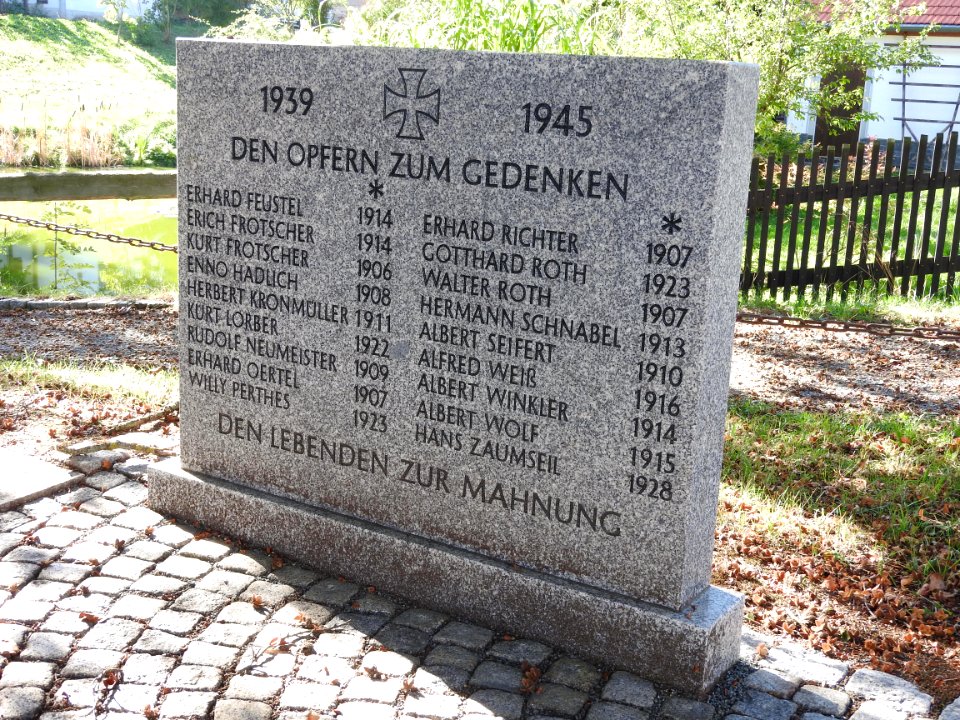 1939 1945
DEN OPFERN ZUM GEDENKEN
* *
ERHARD FEUSTEL 1914
ERICH FROTSCHER 1914
KURT FROTSCHER 1906
ENNO HADLICH 1908
HERBERT KRONMÜLLER 1911
KURT LORBER 1922
RUDOLF NEUMEISTER 1909
ERHARD OERTEL 1907
WILLY PERTHES 1923
ERHARD RICHTER 1907
GOTTHARD ROTH 1923
WALTER ROTH 1907
HERMANN SCHNABEL 1913
ALBERT SEIFERT 1910
ALFRED WEIß 1916
ALBERT WINKLER 1914
ALBERT WOLF 1915
HANS ZAUMSEIL 1928
DEN LEBENDEN ZUR MAHNUNG